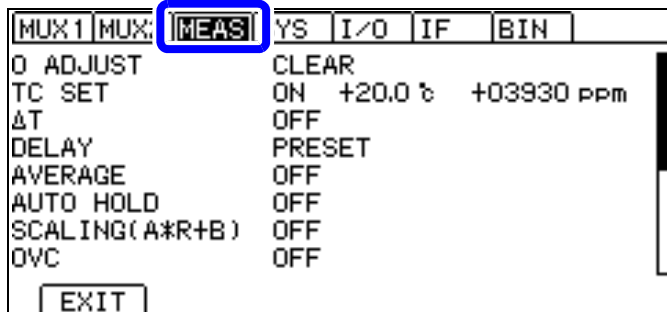 MUX1 MUX: MEAS YS I/O IF BIN
0 ADJUST CLEAR
TC SET ON +20.0 ℃ +03930 ppm
ΔT OFF
DELAY PRESET
AVERAGE OFF
AUTO HOLD OFF
SCALING(A*R+B) OFF
OVC OFF
EXIT